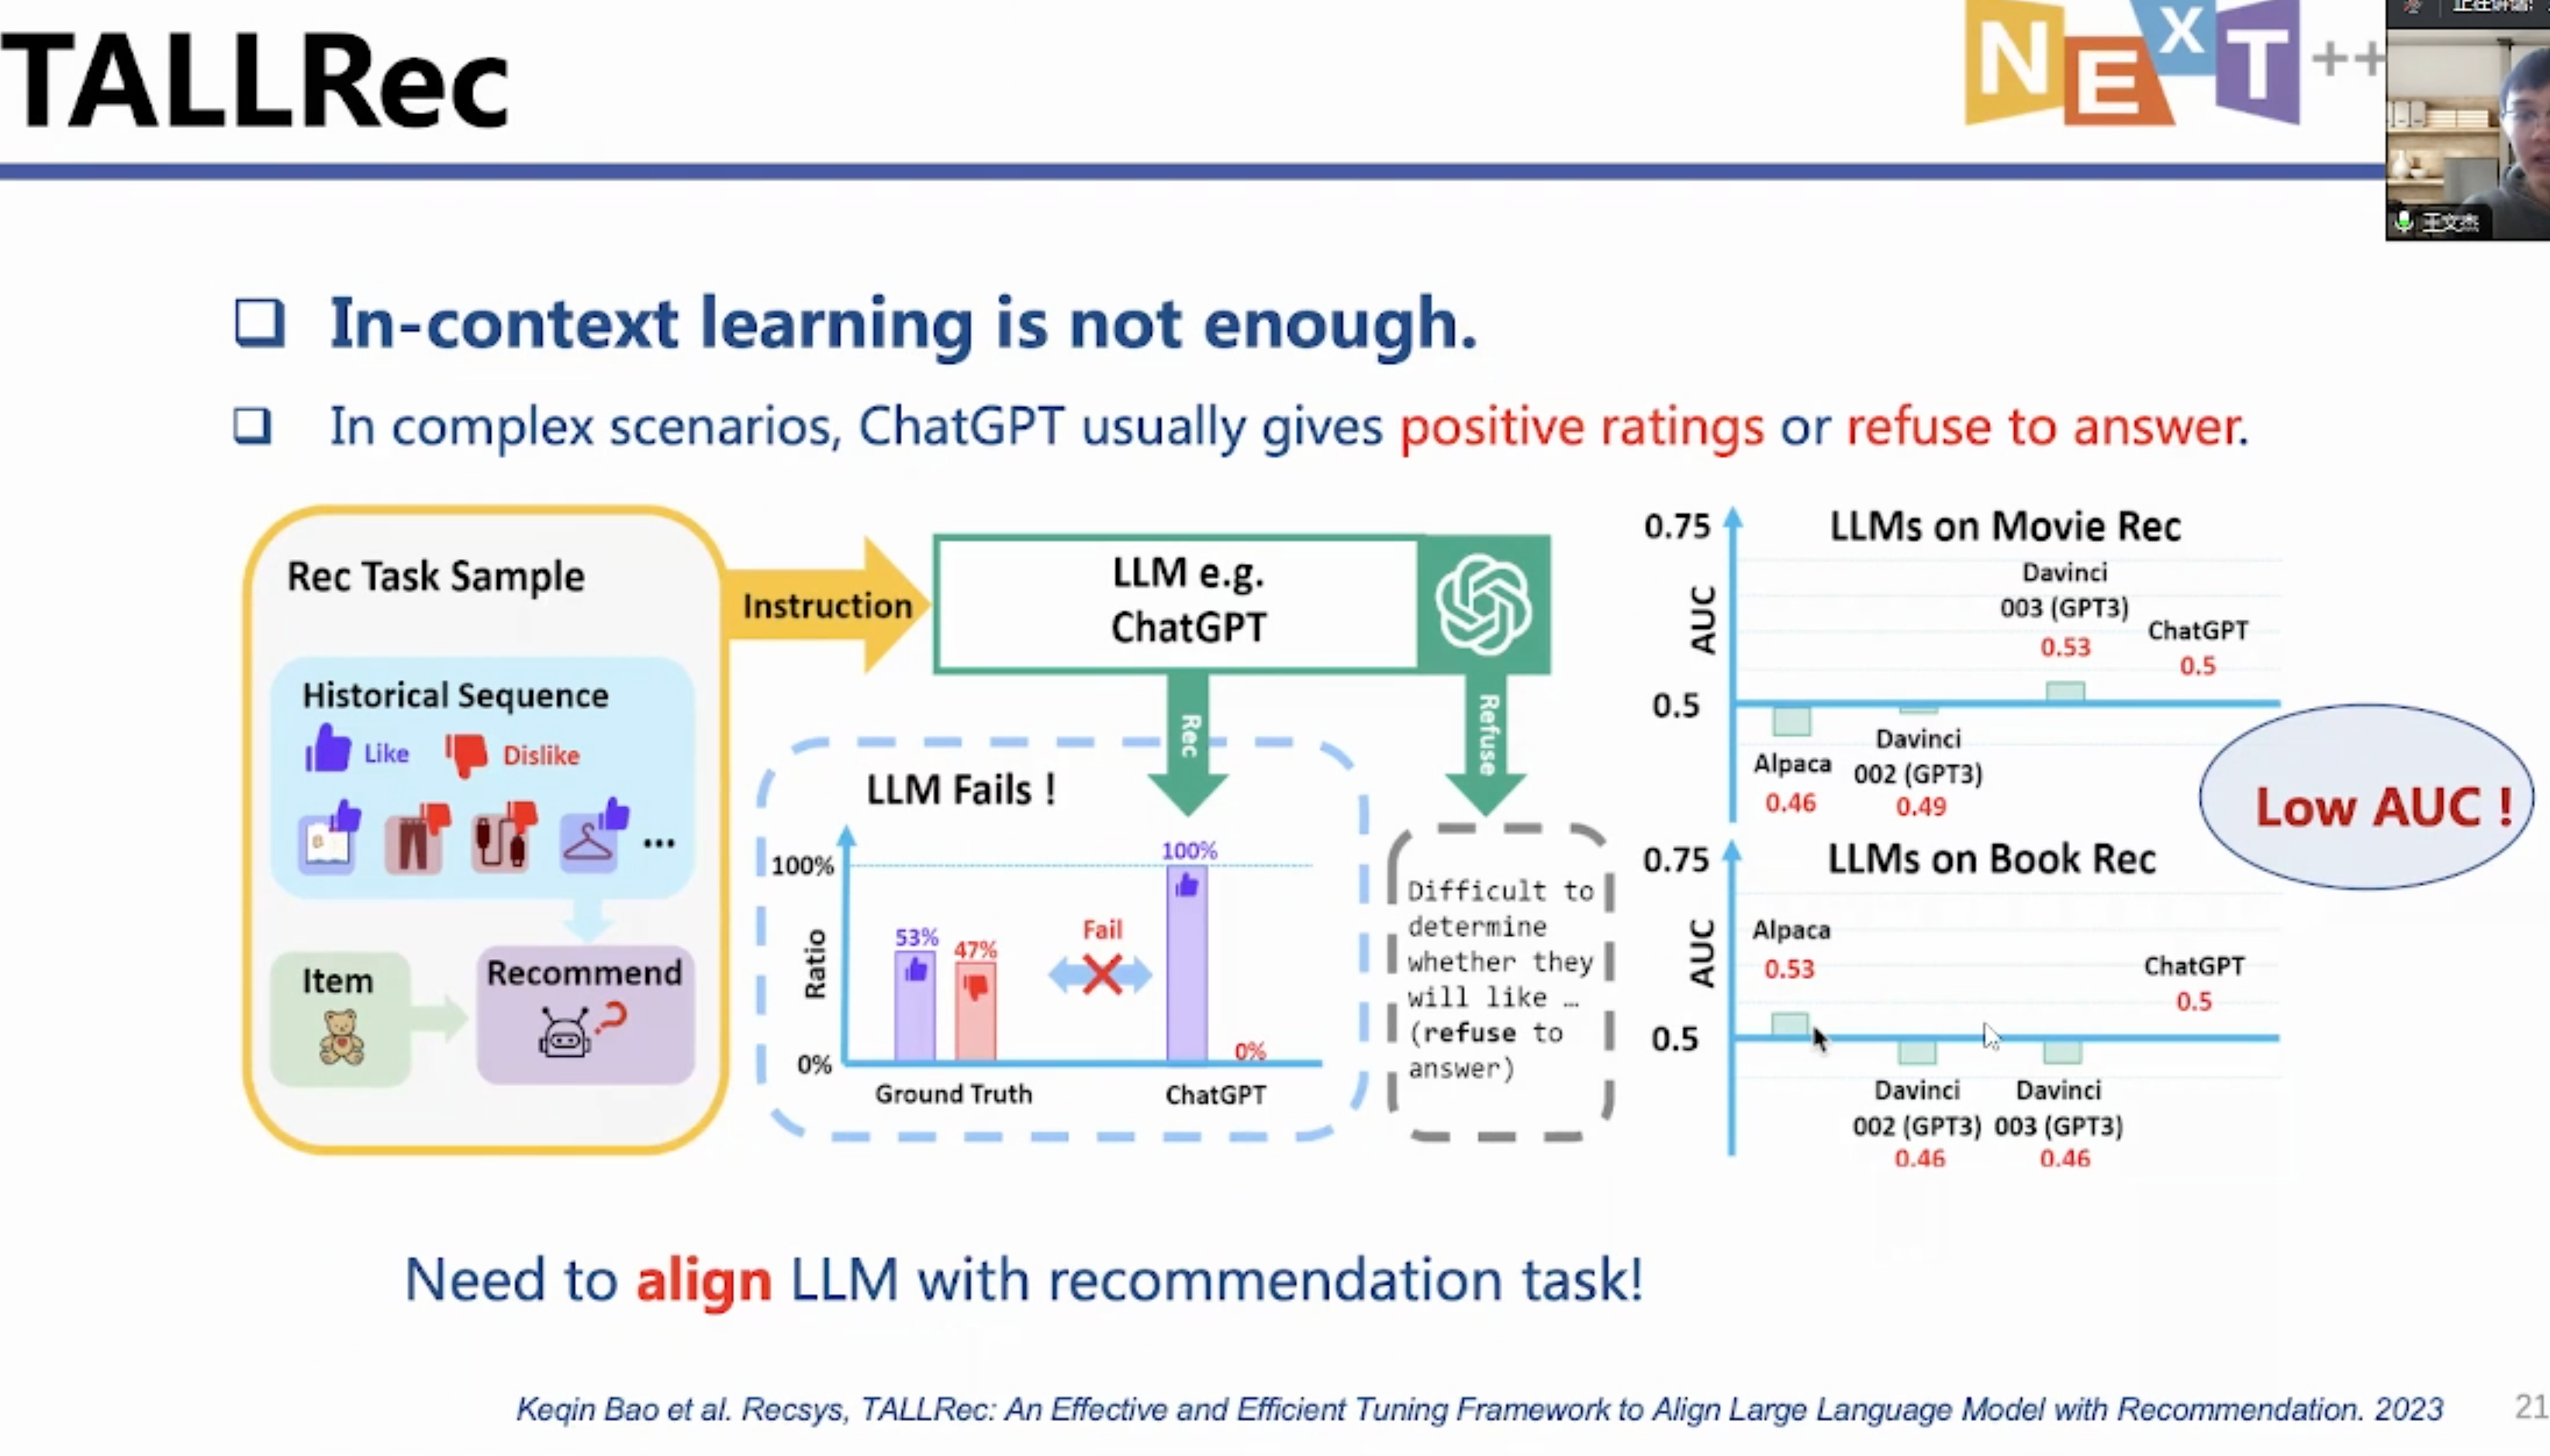 TALLRec
NEXT++
王文杰
In-context learning is not enough.
In complex scenarios, ChatGPT usually gives positive ratings or refuse to answer.
Rec Task Sample
Historical Sequence
Like Dislike
...
Item
Recommend
?
Instruction
LLM e.g.
ChatGPT
Rec
Refuse
LLM Fails !
Ratio
100%
0%
53%
47%
Fail
100%
0%
Ground Truth
ChatGPT
Difficult to
determine
whether they
will like …
(refuse to
answer)
LLMs on Movie Rec
AUC
0.75
0.5
Alpaca
0.46
Davinci
002 (GPT3)
0.49
Davinci
003 (GPT3)
0.53
ChatGPT
0.5
LLMs on Book Rec
AUC
0.75
0.5
Alpaca
0.53
Davinci
002 (GPT3)
0.46
Davinci
003 (GPT3)
0.46
ChatGPT
0.5
Low AUC !
Need to align LLM with recommendation task!
Keqin Bao et al. Recsys, TALLRec: An Effective and Efficient Tuning Framework to Align Large Language Model with Recommendation. 2023
21